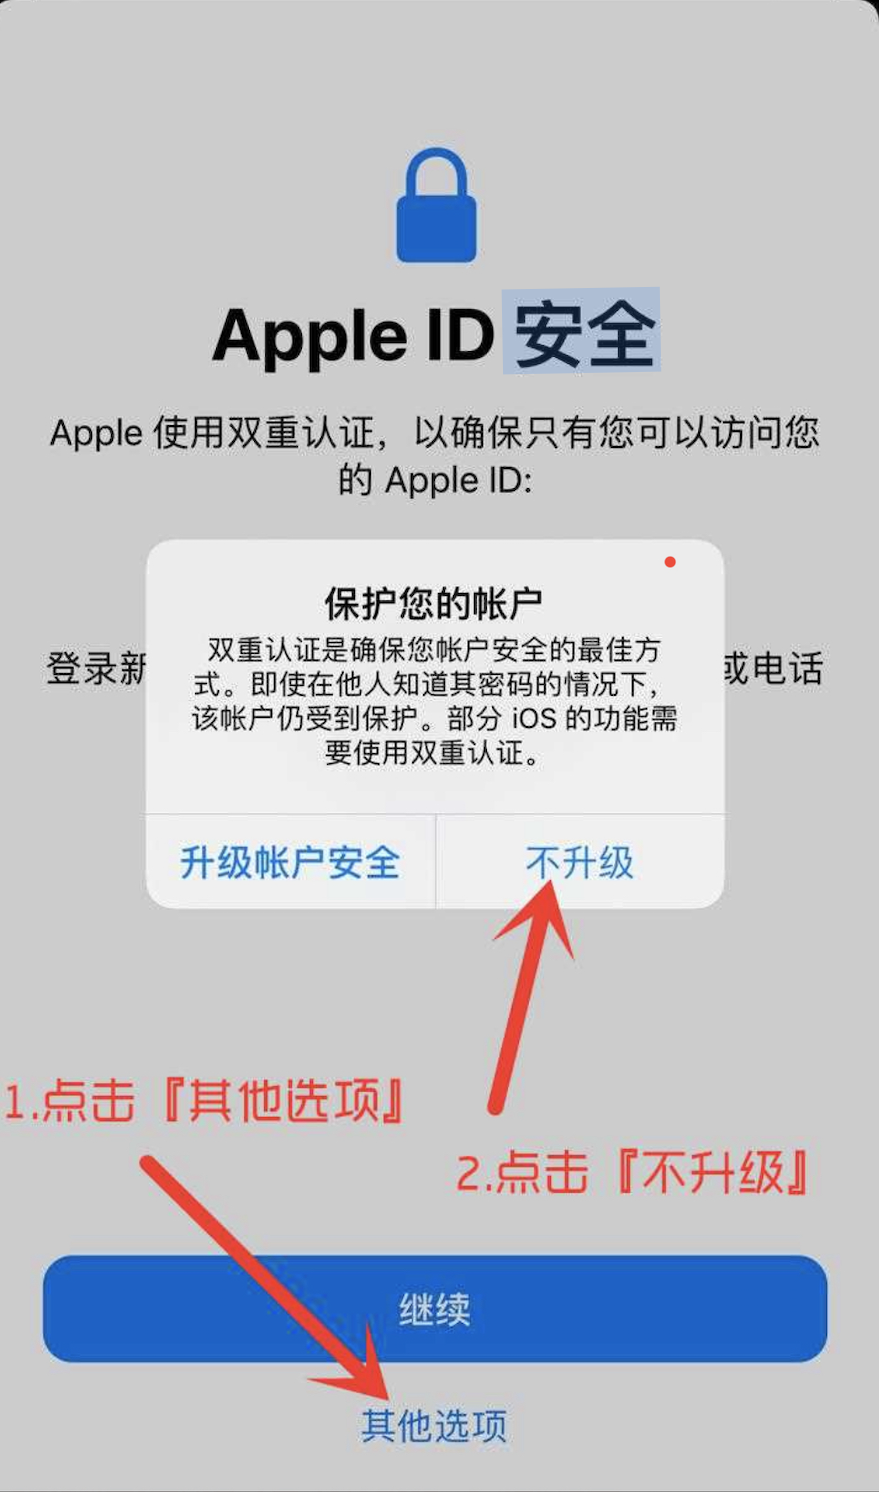 Apple ID 安全
Apple 使用双重认证，以确保只有您可以访问您
的 Apple ID:
保护您的帐户
双重认证是确保您帐户安全的最佳方
式。即使在他人知道其密码的情况下，
该帐户仍受到保护。部分 iOS 的功能需
要使用双重认证。
登录新
或电话
升级帐户安全
不升级
1.点击『其他选项』
2.点击『不升级』
继续
其他选项